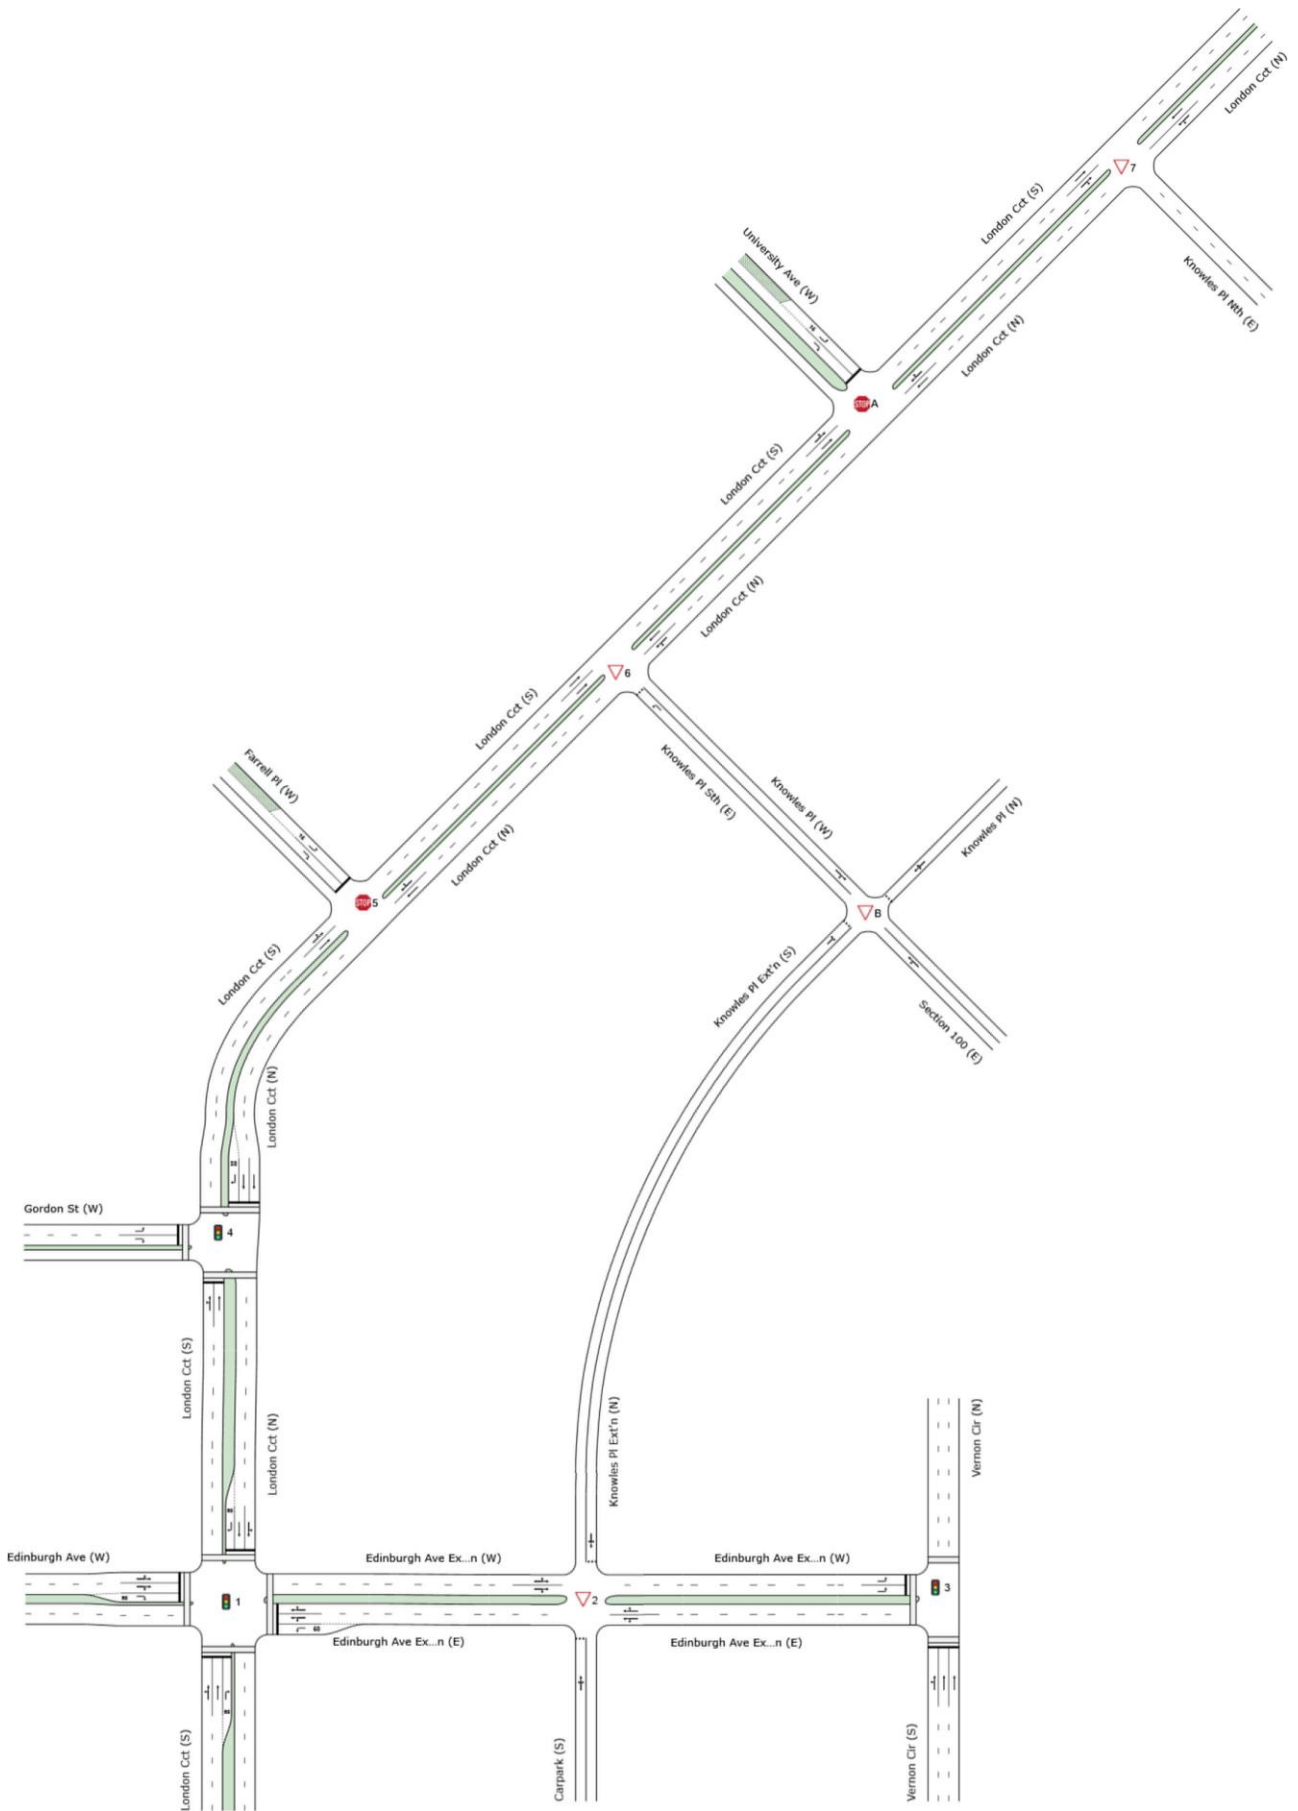 London Cct (N)
7
London Cct (S)
University Ave (W)
Knowles Pl Nth (E)
STOP A
London Cct (N)
London Cct (S)
London Cct (N)
6
London Cct (S)
Knowles Pl Sth (E)
Knowles Pl (W)
Knowles Pl (N)
Farrell Pl (W)
London Cct (N)
STOP 5
B
London Cct (S)
Knowles Pl Ext'n (S)
Section 100 (E)
London Cct (N)
Gordon St (W)
4
London Cct (S)
London Cct (N)
Knowles Pl Ext'n (N)
Vernon Cir (N)
Edinburgh Ave (W)
Edinburgh Ave Ex...n (W)
Edinburgh Ave Ex...n (W)
1
2
3
Edinburgh Ave Ex...n (E)
Edinburgh Ave Ex...n (E)
London Cct (S)
Carpark (S)
Vernon Cir (S)